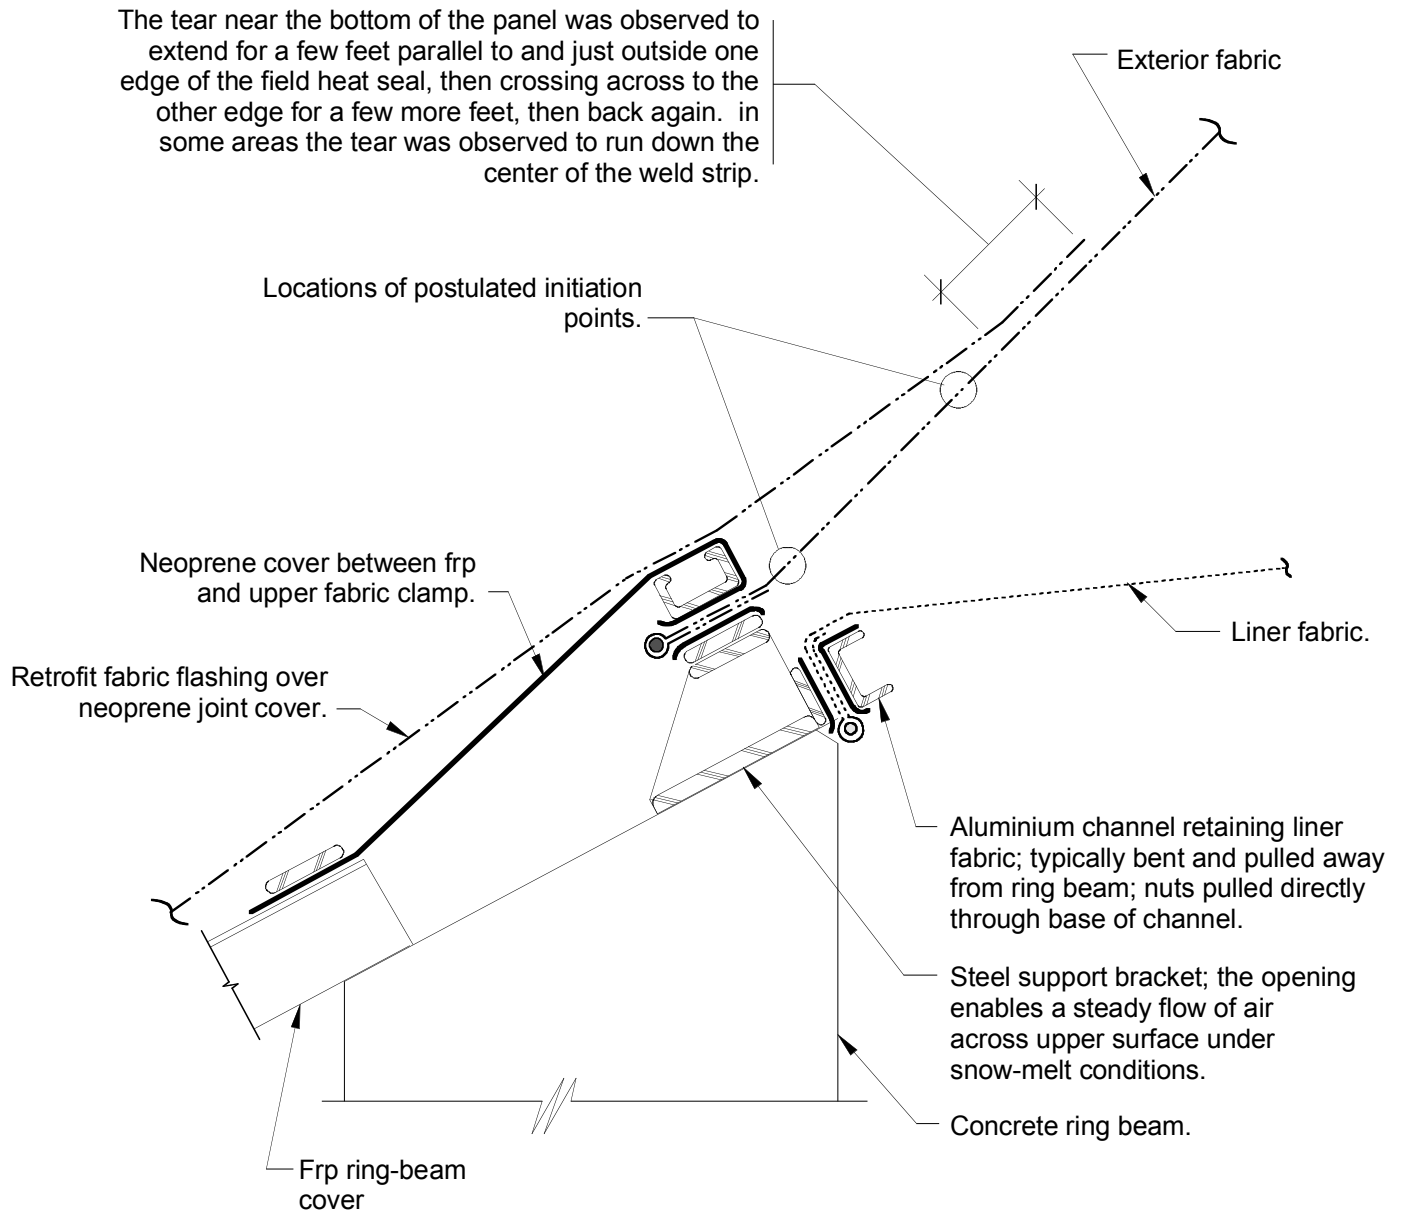 The tear near the bottom of the panel was observed to
extend for a few feet parallel to and just outside one
edge of the field heat seal, then crossing across to the
other edge for a few more feet, then back again.  in
some areas the tear was observed to run down the
center of the weld strip.
Exterior fabric
Locations of postulated initiation
points.
Neoprene cover between frp
and upper fabric clamp.
Liner fabric.
Retrofit fabric flashing over
neoprene joint cover.
Aluminium channel retaining liner
fabric; typically bent and pulled away
from ring beam; nuts pulled directly
through base of channel.
Steel support bracket; the opening
enables a steady flow of air
across upper surface under
snow-melt conditions.
Concrete ring beam.
Frp ring-beam
cover